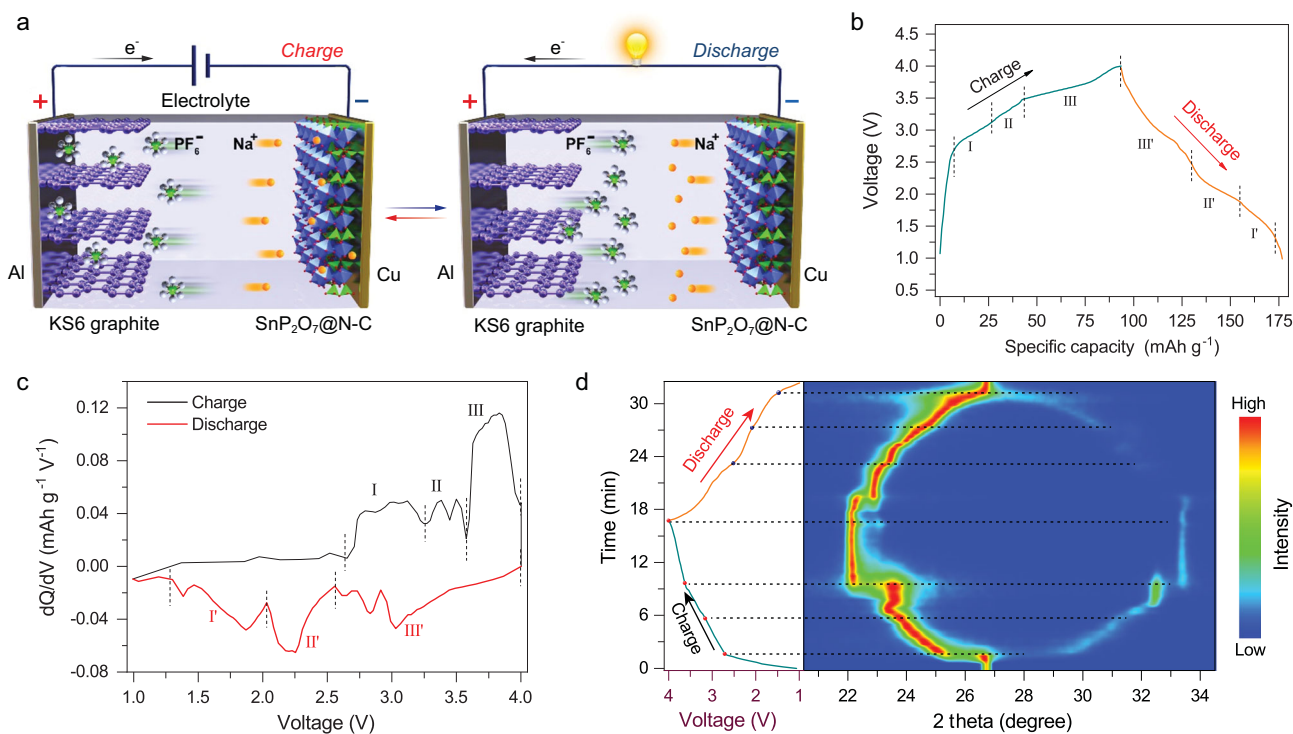 a
e-
Charge
Electrolyte
+
−
PF6−
Na+
Al
Cu
KS6 graphite
SnP2O7@N-C
e-
Discharge
+
−
PF6−
Na+
Al
Cu
KS6 graphite
SnP2O7@N-C
b
Voltage (V)
4.5
4.0
3.5
3.0
2.5
2.0
1.5
1.0
0.5
Charge
Discharge
I
II
III
III'
II'
I'
0 25 50 75 100 125 150 175
Specific capacity (mAh g-1)
c
dQ/dV (mAh g-1 V-1)
0.12
0.08
0.04
0.00
-0.04
-0.08
Charge
Discharge
I
II
III
I'
II'
III'
1.0 1.5 2.0 2.5 3.0 3.5 4.0
Voltage (V)
d
Time (min)
30
24
18
12
6
0
Discharge
Charge
4 3 2 1
Voltage (V)
22 24 26 28 30 32 34
2 theta (degree)
High
Low
Intensity